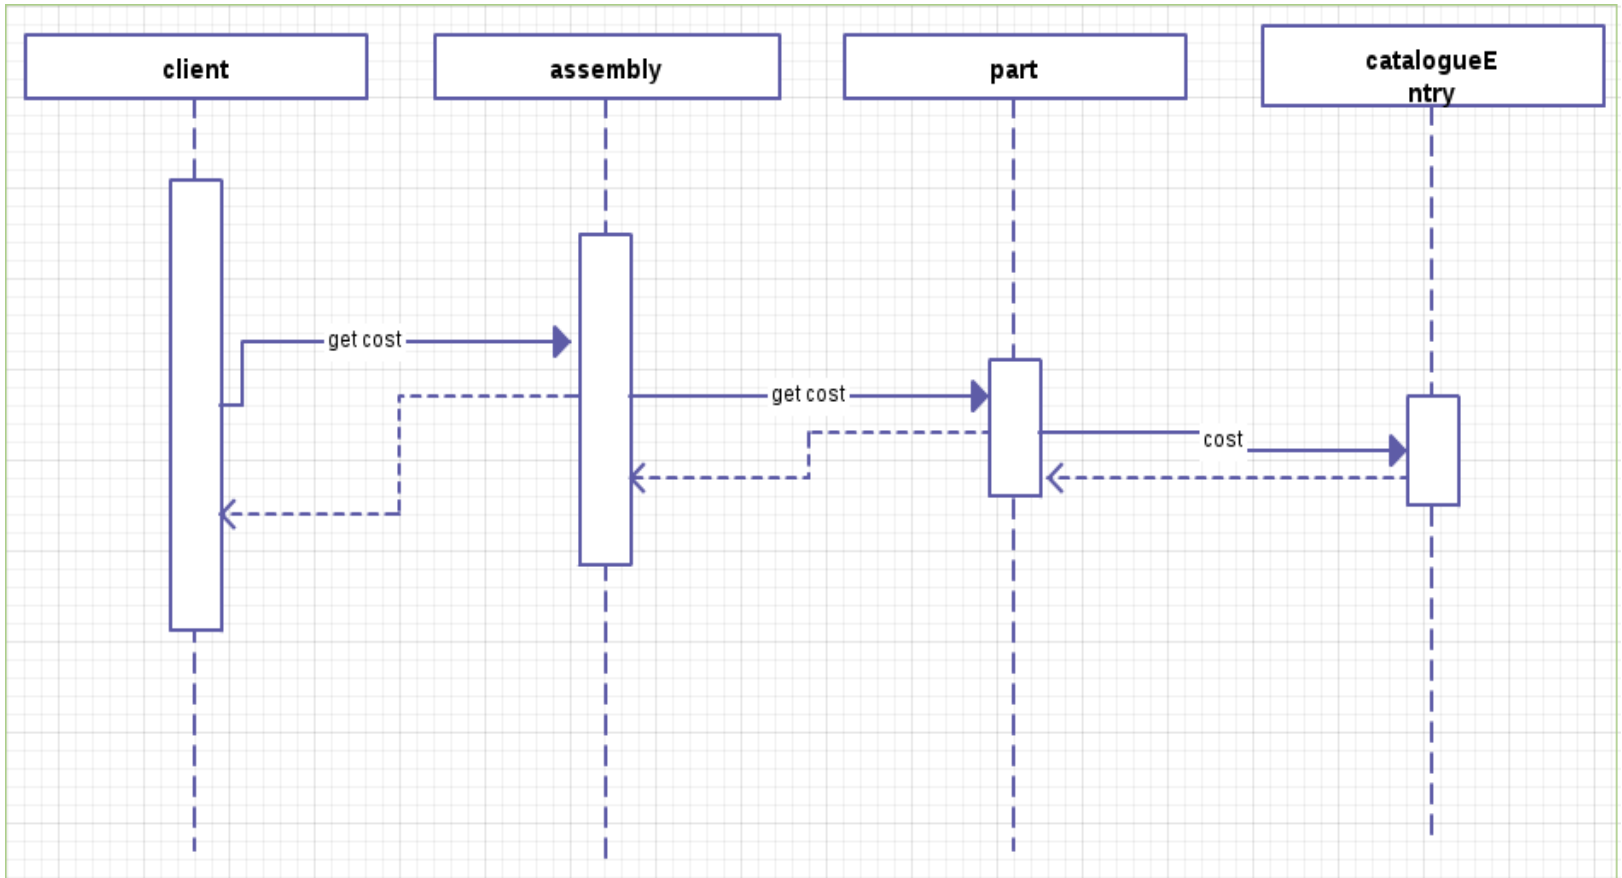 client
assembly
part
catalogueE
ntry
get cost
get cost
cost